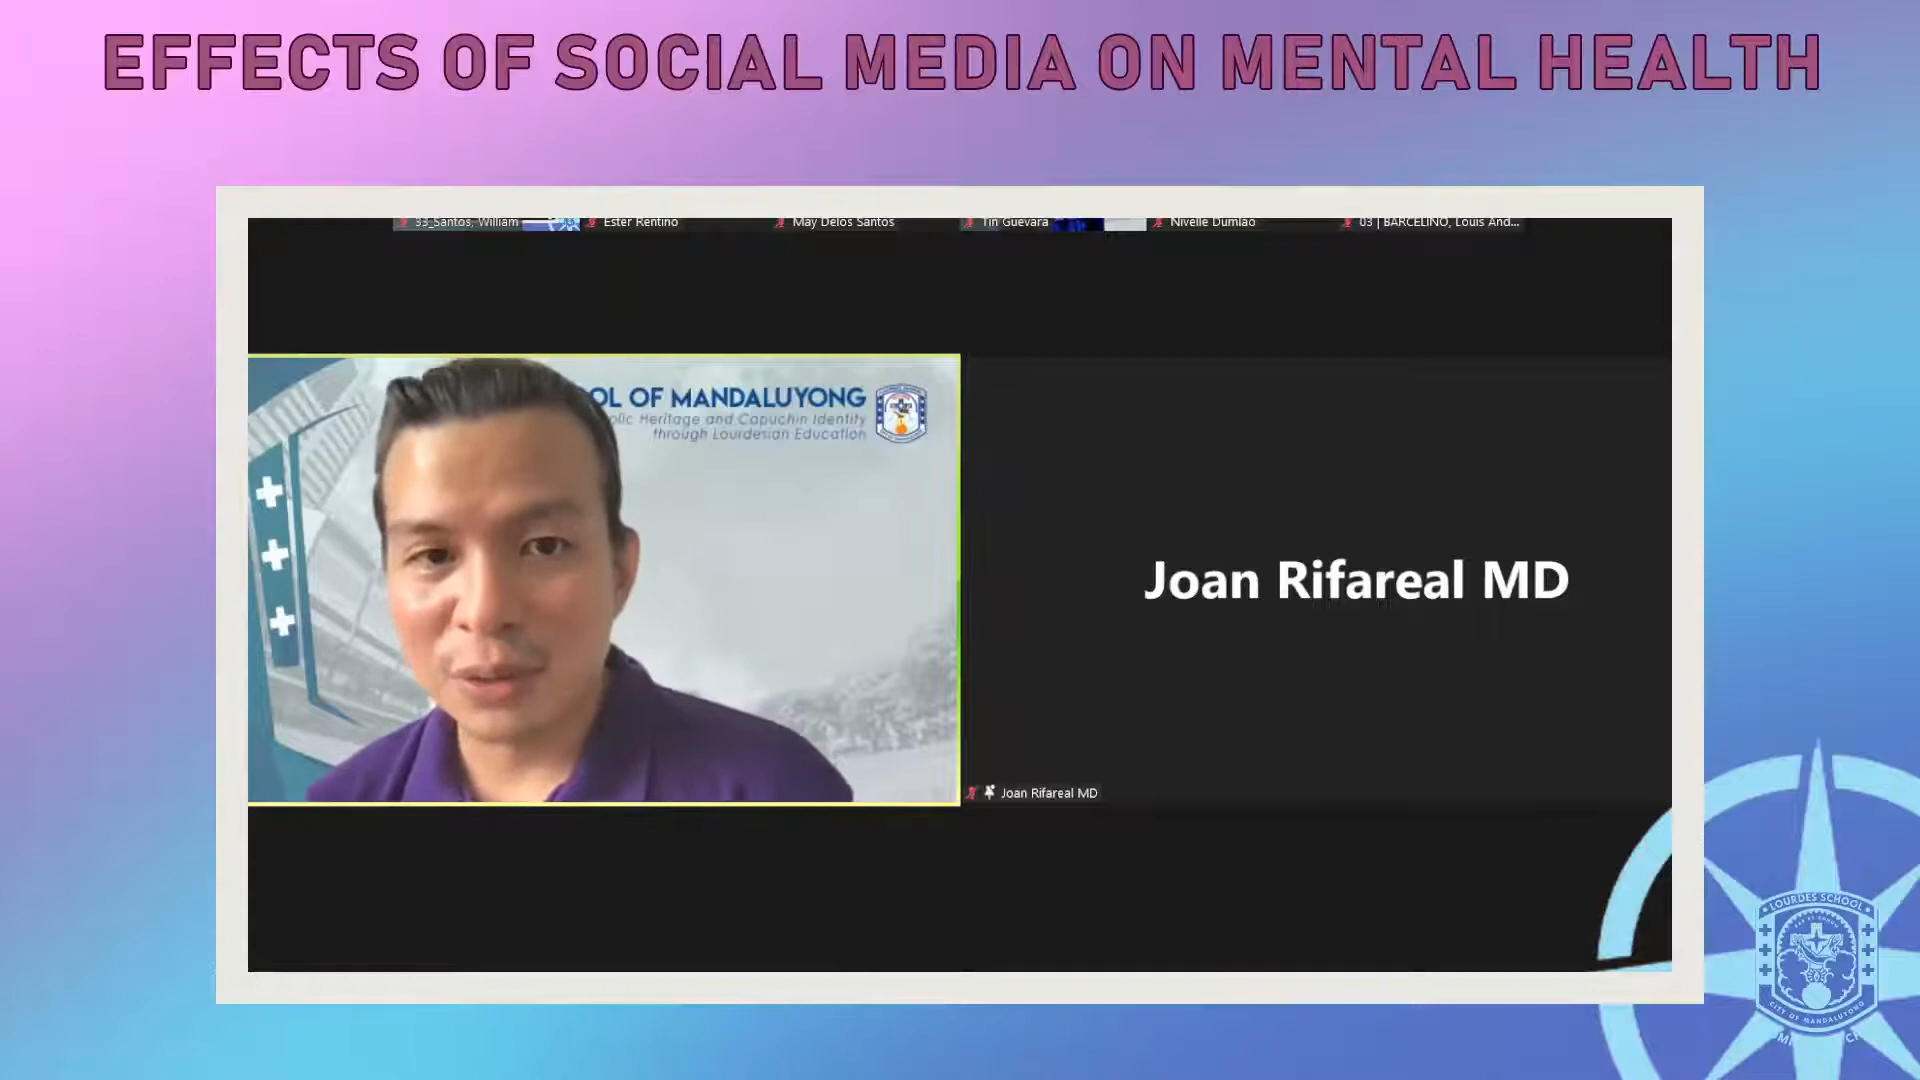 EFFECTS OF SOCIAL MEDIA ON MENTAL HEALTH
33_Santos, William
Ester Rentino
May Delos Santos
Tin Guevara
Nivelle Dumlao
03 | BARCELINO, Louis And...
OL OF MANDALUYONG
olic Heritage and Capuchin Identity
through Lourdesian Education
Joan Rifareal MD
Joan Rifareal MD
LOURDES SCHOOL
CITY OF MANDALUYONG